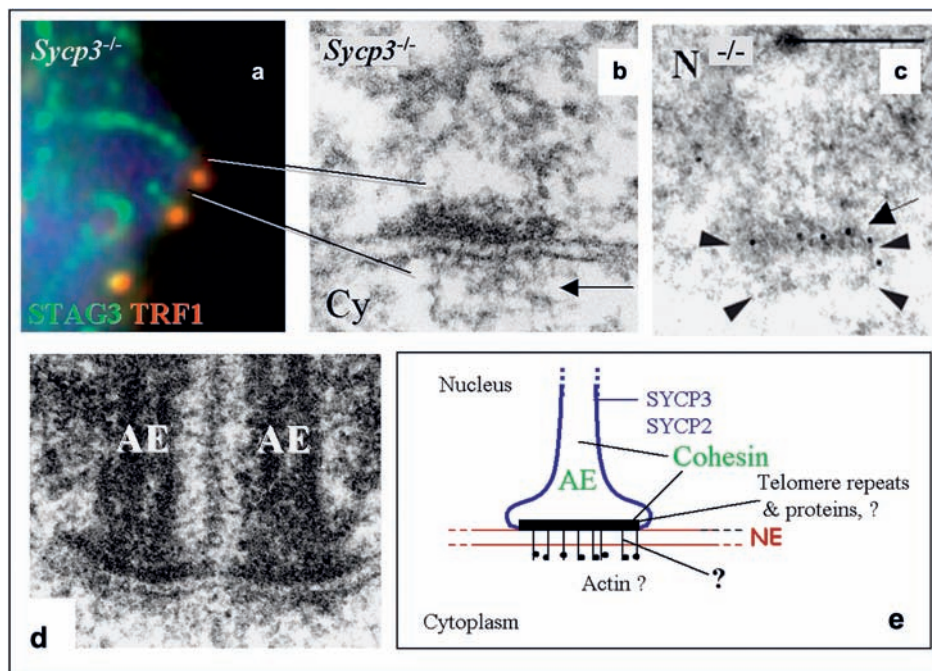 Sycp3-/-
a
STAG3 TRF1
Sycp3-/-
b
Cy
N -/-
c
AE AE
d
Nucleus
SYCP3
SYCP2
Cohesin
AE
Telomere repeats
& proteins, ?
NE
?
Actin ?
Cytoplasm
e